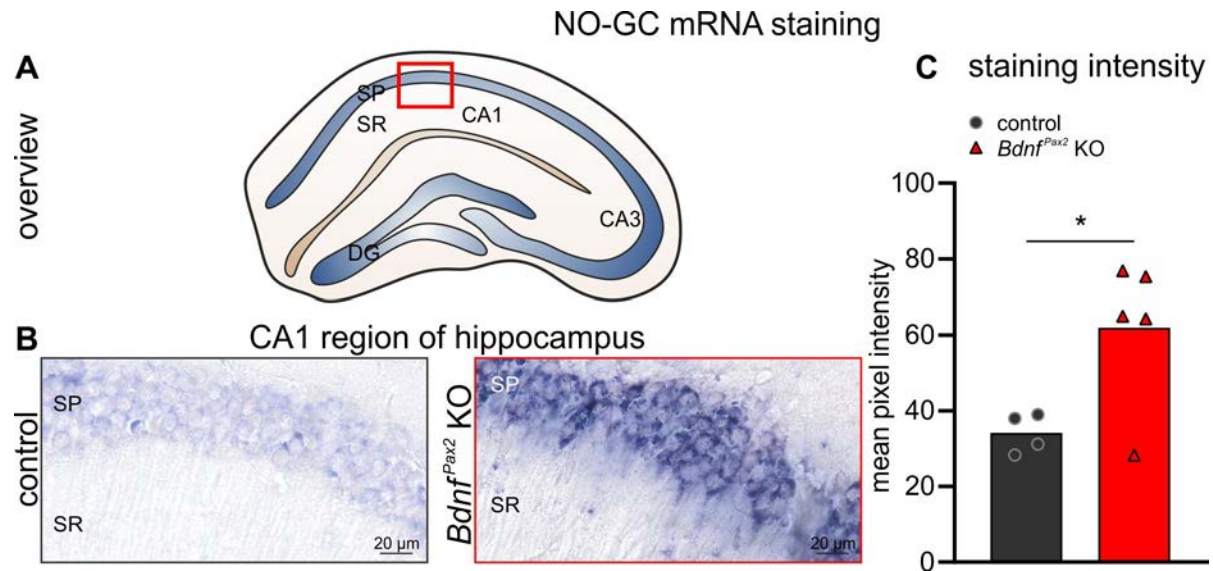 NO-GC mRNA staining
A
overview
SP
SR
CA1
CA3
DG
B
CA1 region of hippocampus
control
SP
SR
20 µm
Bdnf^Pax2 KO
SP
SR
20 µm
C staining intensity
control
Bdnf^Pax2 KO
mean pixel intensity
100
80
60
40
20
0
*